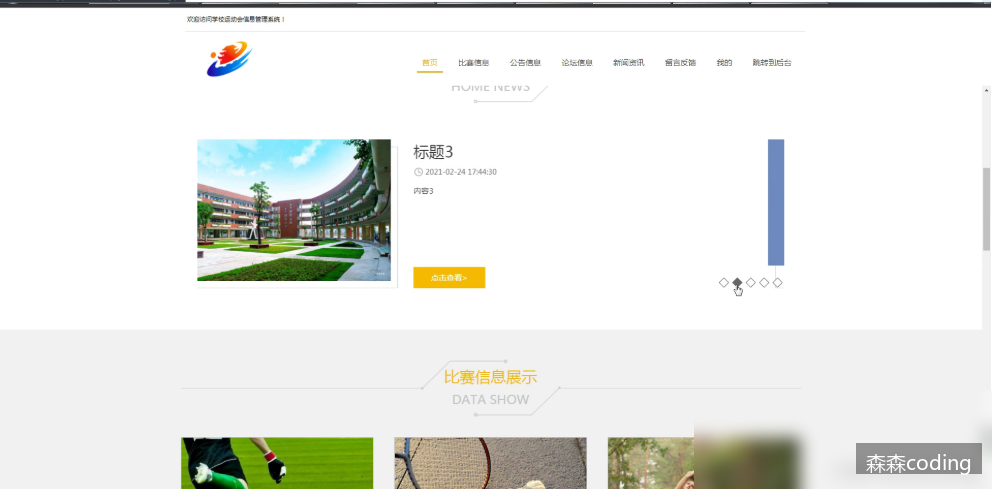 欢迎访问学校运动会信息管理系统！
首页 比赛信息 公告信息 论坛信息 新闻资讯 留言反馈 我的 跳转到后台
HOME NEWS
标题3
2021-02-24 17:44:30
内容3
点击查看>
比赛信息展示
DATA SHOW
森森coding